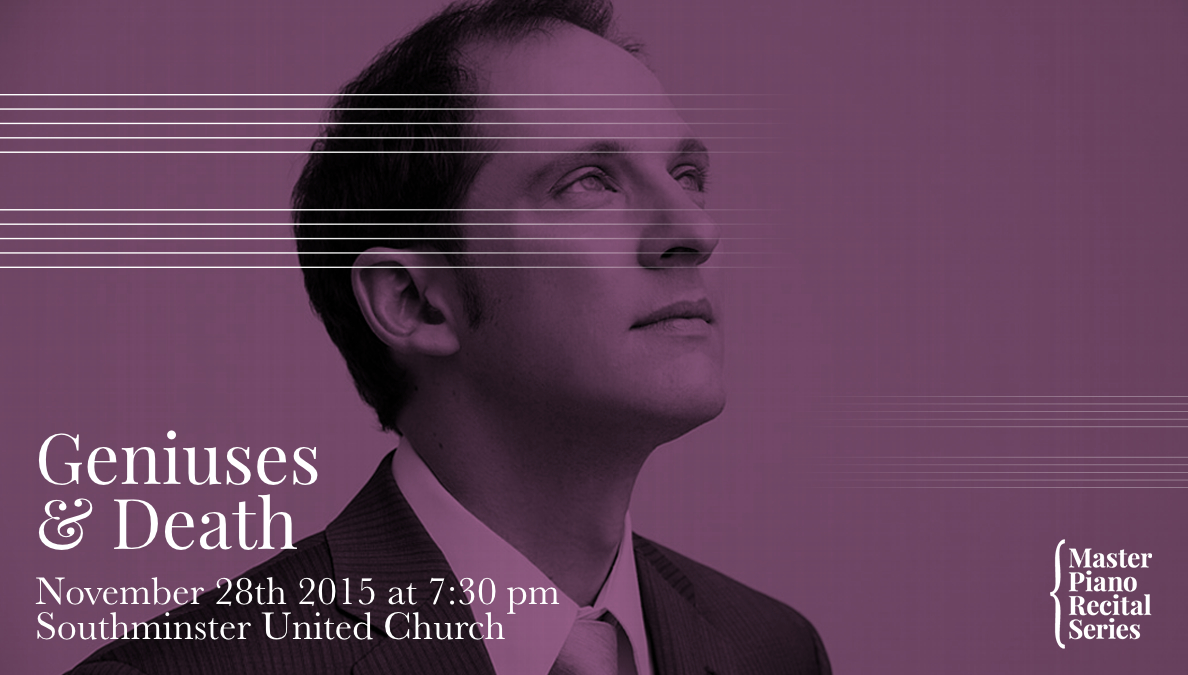 Geniuses
& Death
November 28th 2015 at 7:30 pm
Southminster United Church
Master
Piano
Recital
Series